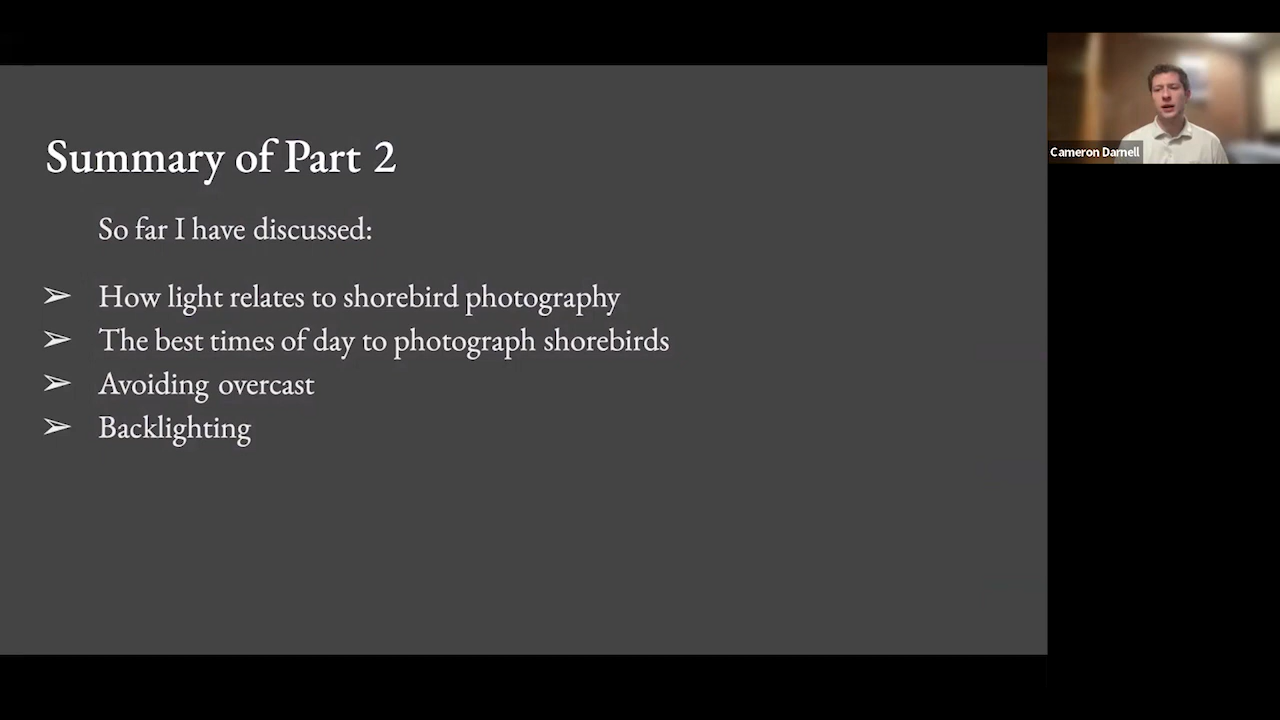 Summary of Part 2
So far I have discussed:
➢ How light relates to shorebird photography
➢ The best times of day to photograph shorebirds
➢ Avoiding overcast
➢ Backlighting
Cameron Darnell